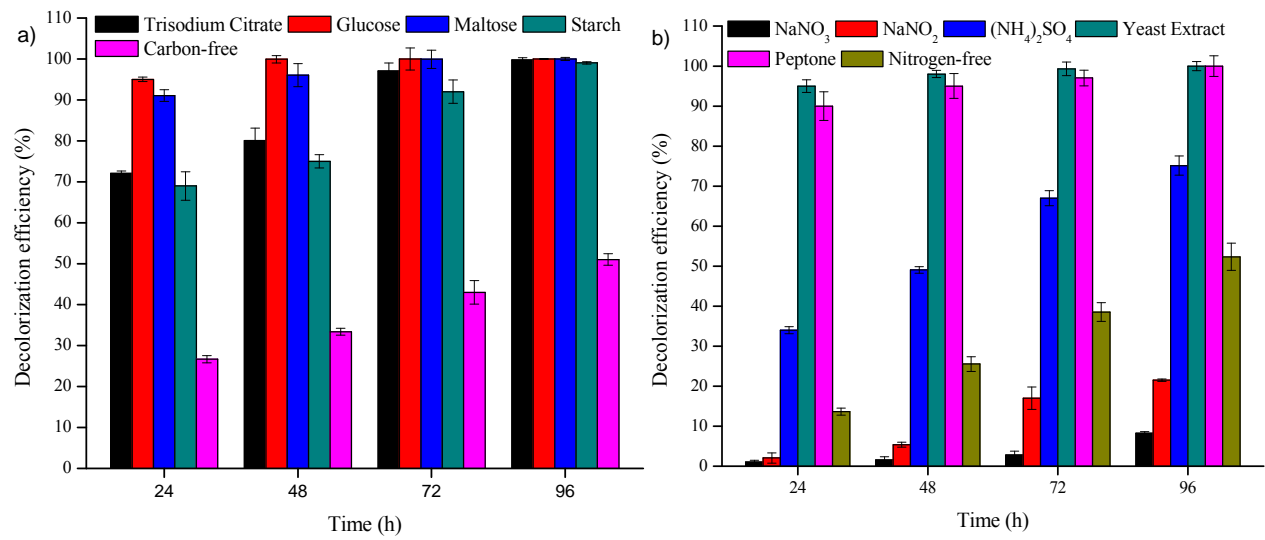 a)
Trisodium Citrate Glucose Maltose Starch
Carbon-free
Decolorization efficiency (%)
100
90
80
70
60
50
40
30
20
10
0
24 48 72 96
Time (h)
b)
NaNO₃ NaNO₂ (NH₄)₂SO₄ Yeast Extract
Peptone Nitrogen-free
Decolorization efficiency (%)
110
100
90
80
70
60
50
40
30
20
10
0
24 48 72 96
Time (h)